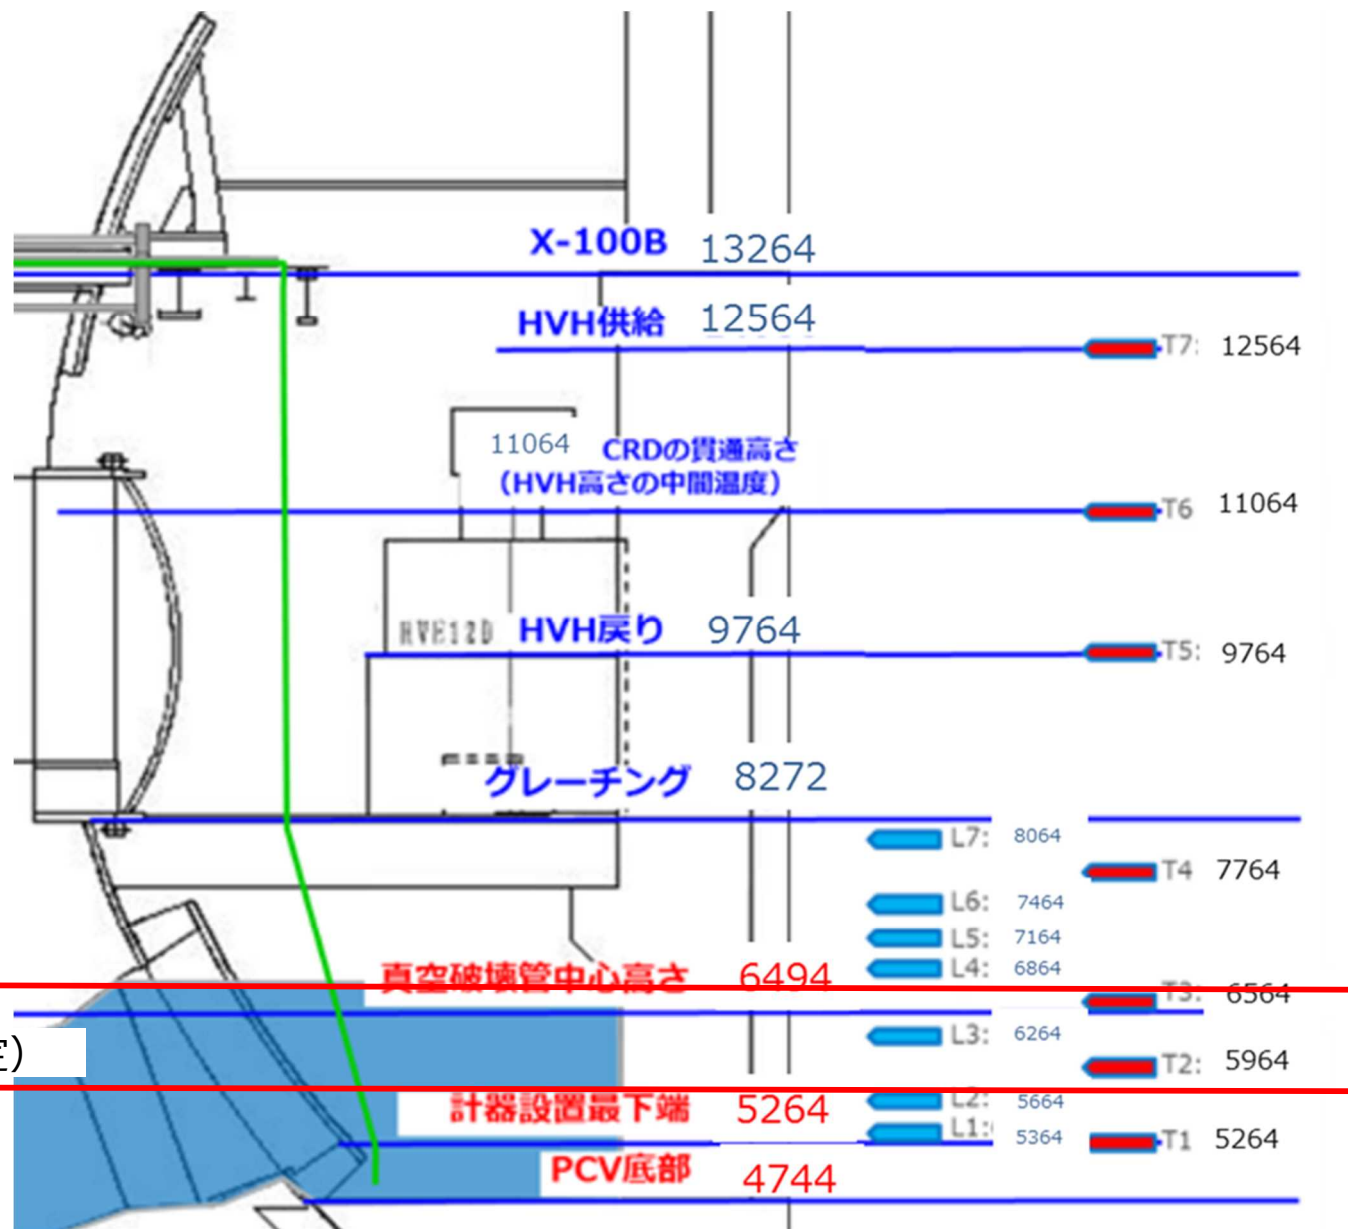 X-100B 13264
HVH供給 12564
T7: 12564
11064 CRDの貫通高さ
（HVH高さの中間温度）
T6 11064
HVH12D HVH戻り 9764
T5: 9764
グレーチング 8272
L7: 8064
T4 7764
L6: 7464
L5: 7164
L4: 6864
真空破壊管中心高さ 6494
T3: 6564
L3: 6264
定）
T2: 5964
計器設置最下端 5264
L2: 5664
L1: 5364
T1 5264
PCV底部 4744